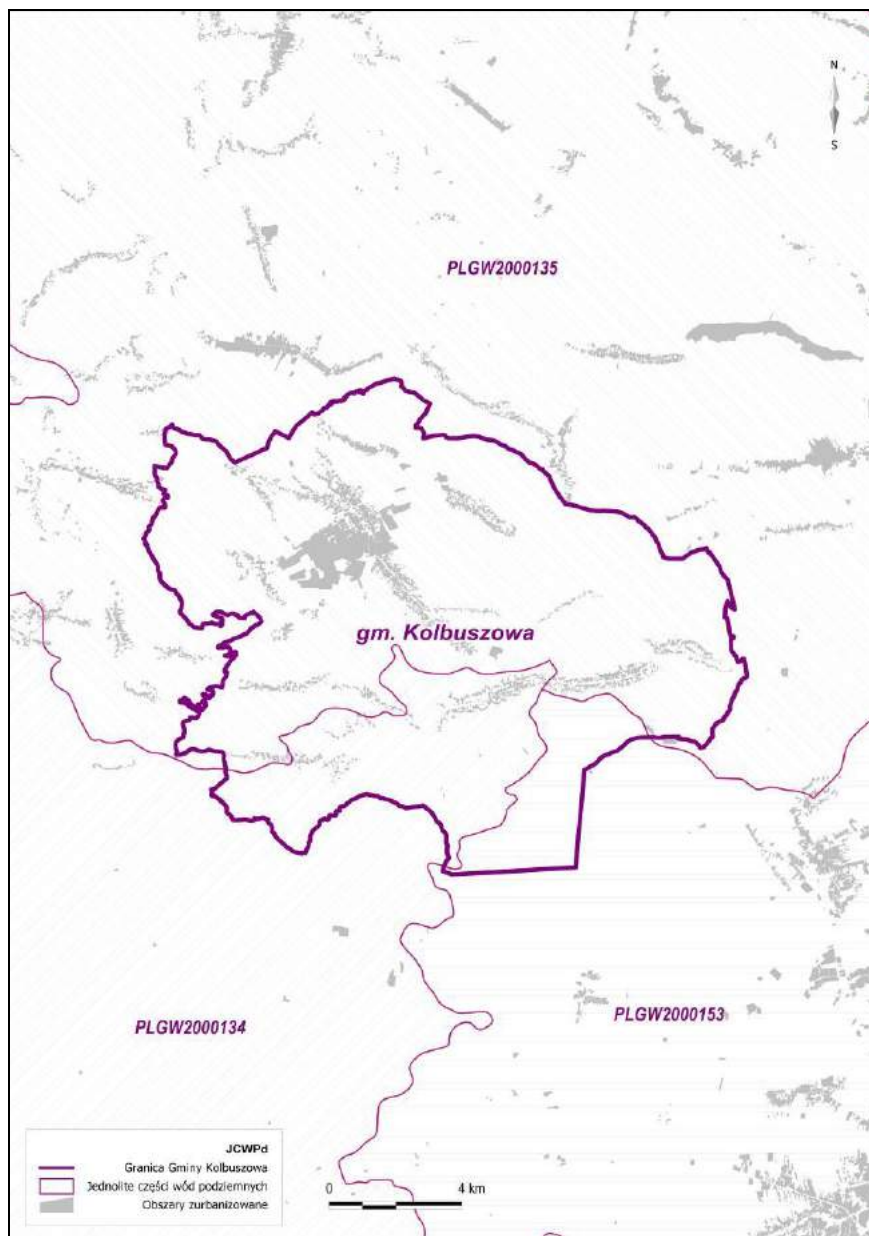 N
S
PLGW2000135
gm. Kolbuszowa
PLGW2000134
PLGW2000153
JCWPd
Granica Gminy Kolbuszowa
Jednolite części wód podziemnych
Obszary zurbanizowane
0 4 km